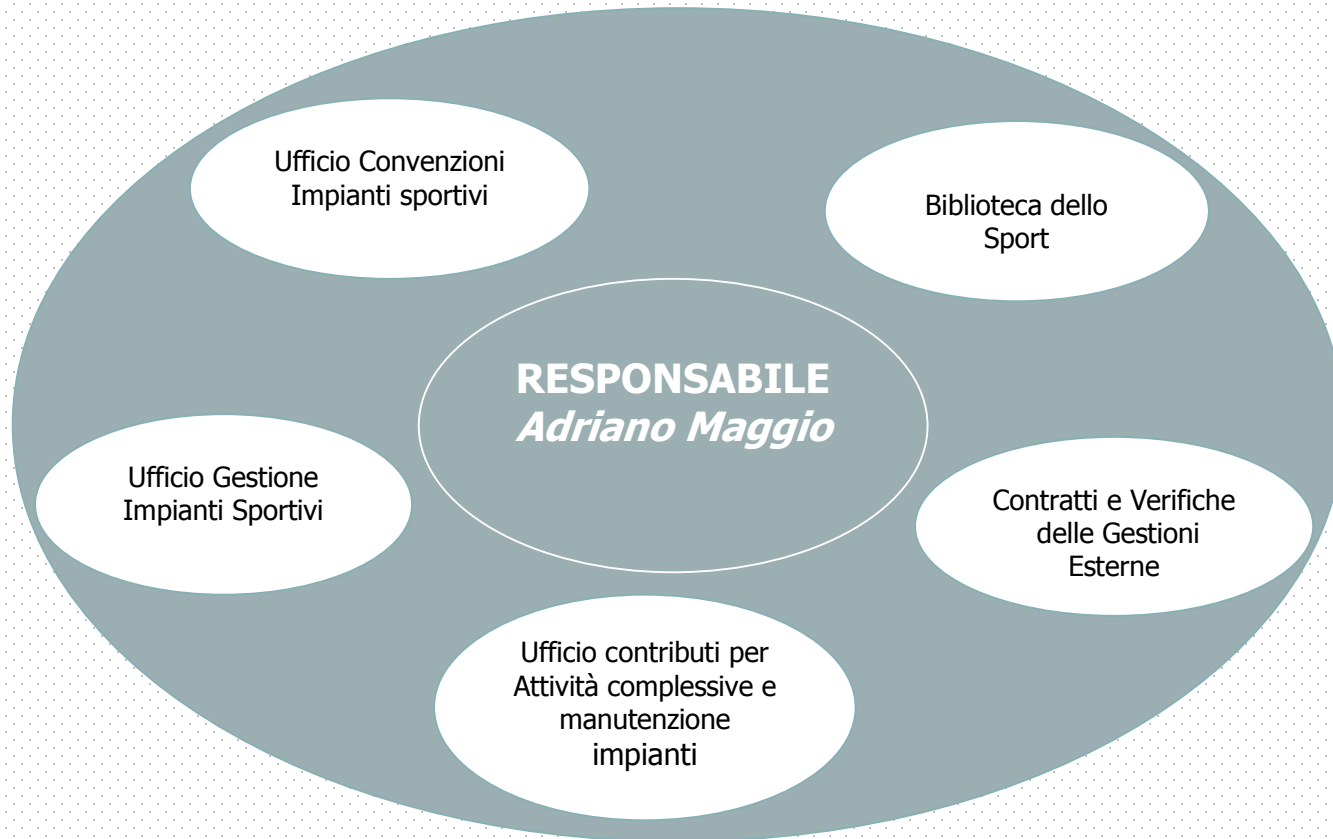 Ufficio Convenzioni
Impianti sportivi
Biblioteca dello
Sport
RESPONSABILE
Adriano Maggio
Ufficio Gestione
Impianti Sportivi
Contratti e Verifiche
delle Gestioni
Esterne
Ufficio contributi per
Attività complessive e
manutenzione
impianti